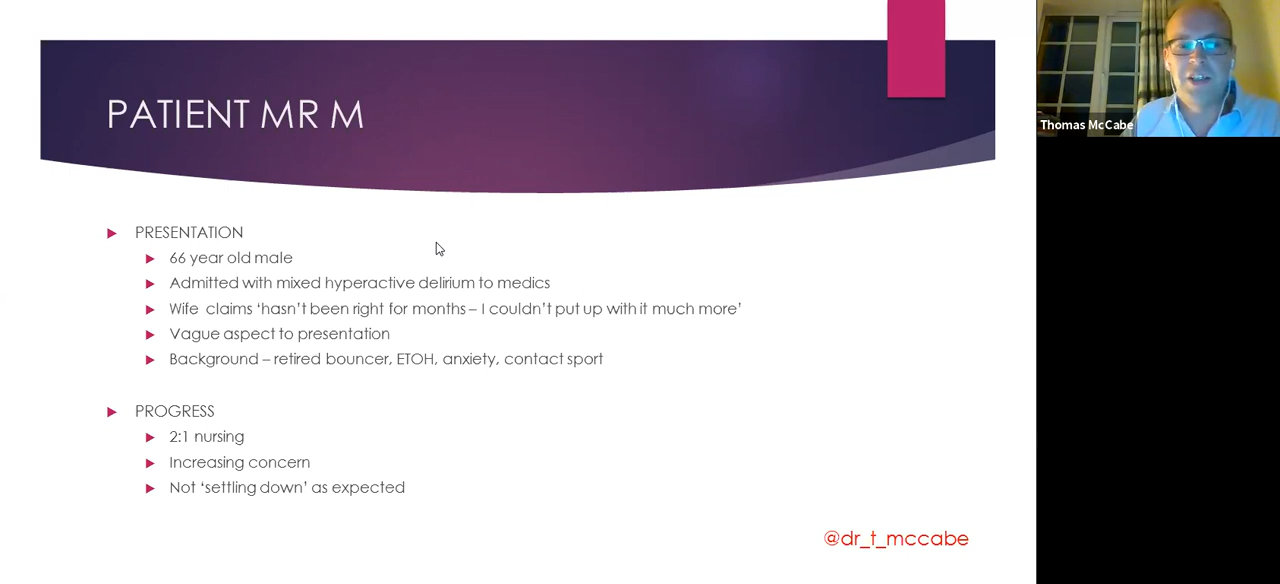 PATIENT MR M
Thomas McCabe
PRESENTATION
66 year old male
Admitted with mixed hyperactive delirium to medics
Wife claims ‘hasn’t been right for months – I couldn’t put up with it much more’
Vague aspect to presentation
Background – retired bouncer, ETOH, anxiety, contact sport
PROGRESS
2:1 nursing
Increasing concern
Not ‘settling down’ as expected
@dr_t_mccabe